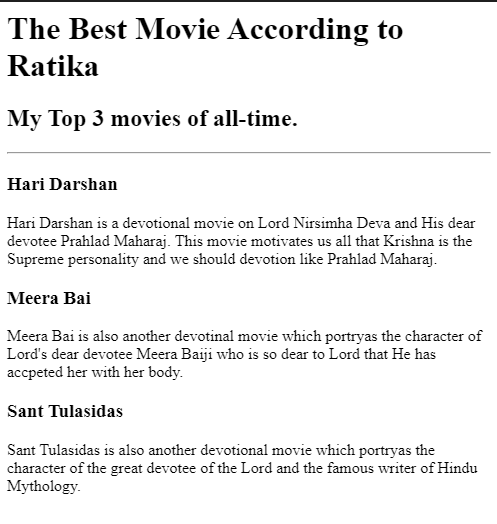 The Best Movie According to
Ratika
My Top 3 movies of all-time.
Hari Darshan
Hari Darshan is a devotional movie on Lord Nirsimha Deva and His dear
devotee Prahlad Maharaj. This movie motivates us all that Krishna is the
Supreme personality and we should devotion like Prahlad Maharaj.
Meera Bai
Meera Bai is also another devotinal movie which portryas the character of
Lord's dear devotee Meera Baiji who is so dear to Lord that He has
accpeted her with her body.
Sant Tulasidas
Sant Tulasidas is also another devotional movie which portryas the
character of the great devotee of the Lord and the famous writer of Hindu
Mythology.